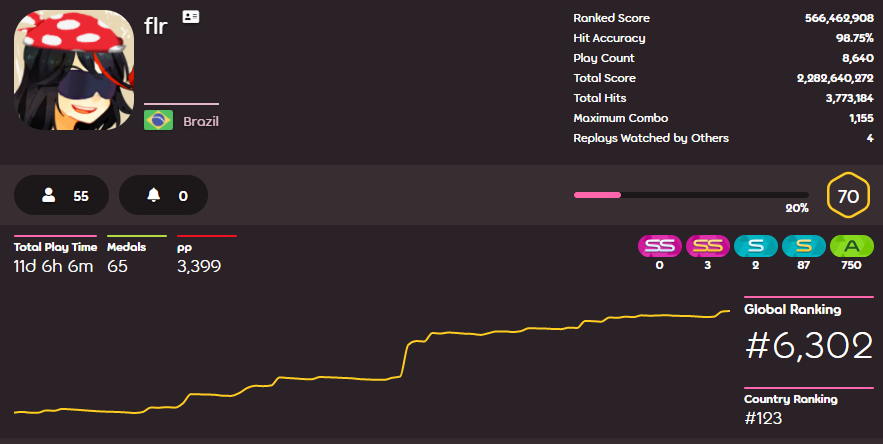 flr
Brazil
Ranked Score 566,462,908
Hit Accuracy 98.75%
Play Count 8,640
Total Score 2,282,640,272
Total Hits 3,773,184
Maximum Combo 1,155
Replays Watched by Others 4
55 0
20% 70
Total Play Time Medals pp
11d 6h 6m 65 3,399
SS SS S S A
0 3 2 87 750
Global Ranking
#6,302
Country Ranking
#123